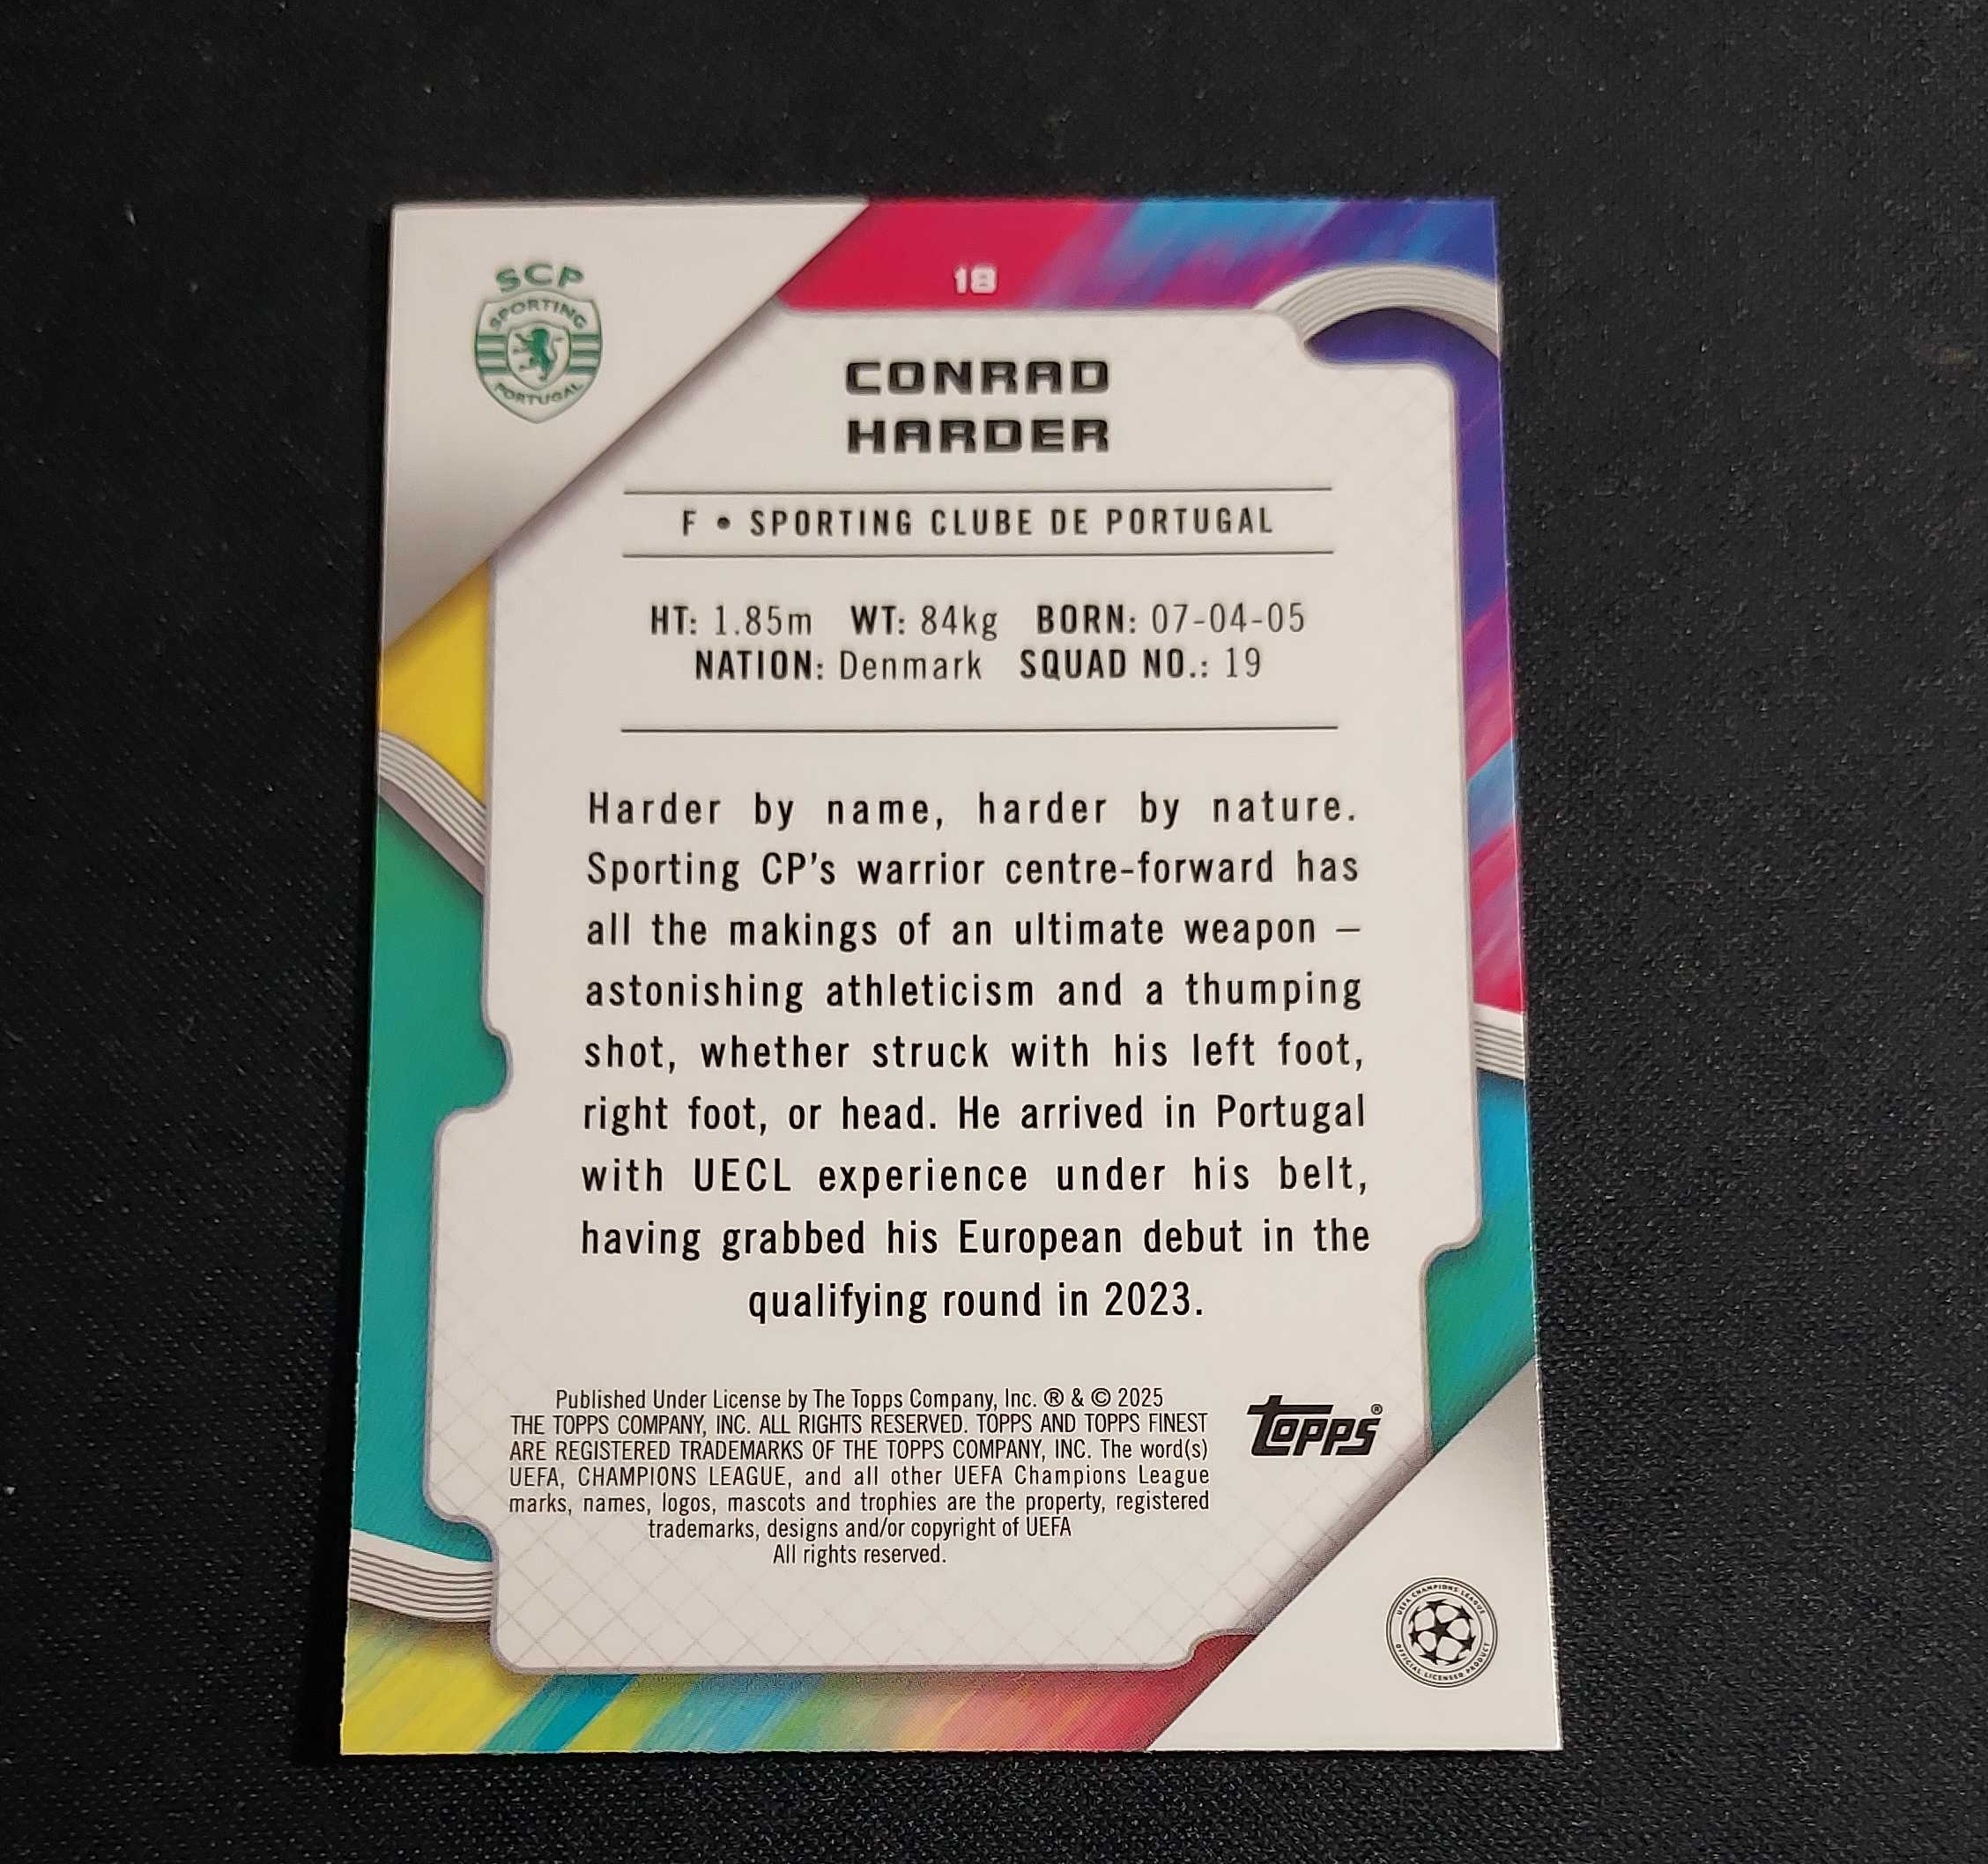 18
SCP
SPORTING
PORTUGAL
CONRAD
HARDER
F • SPORTING CLUBE DE PORTUGAL
HT: 1.85m WT: 84kg BORN: 07-04-05
NATION: Denmark SQUAD NO.: 19
Harder by name, harder by nature.
Sporting CP's warrior centre-forward has
all the makings of an ultimate weapon –
astonishing athleticism and a thumping
shot, whether struck with his left foot,
right foot, or head. He arrived in Portugal
with UECL experience under his belt,
having grabbed his European debut in the
qualifying round in 2023.
Published Under License by The Topps Company, Inc. ® & © 2025
THE TOPPS COMPANY, INC. ALL RIGHTS RESERVED. TOPPS AND TOPPS FINEST
ARE REGISTERED TRADEMARKS OF THE TOPPS COMPANY, INC. The word(s)
UEFA, CHAMPIONS LEAGUE, and all other UEFA Champions League
marks, names, logos, mascots and trophies are the property, registered
trademarks, designs and/or copyright of UEFA
All rights reserved.
Topps®
UEFA CHAMPIONS LEAGUE
OFFICIAL LICENSED PRODUCT